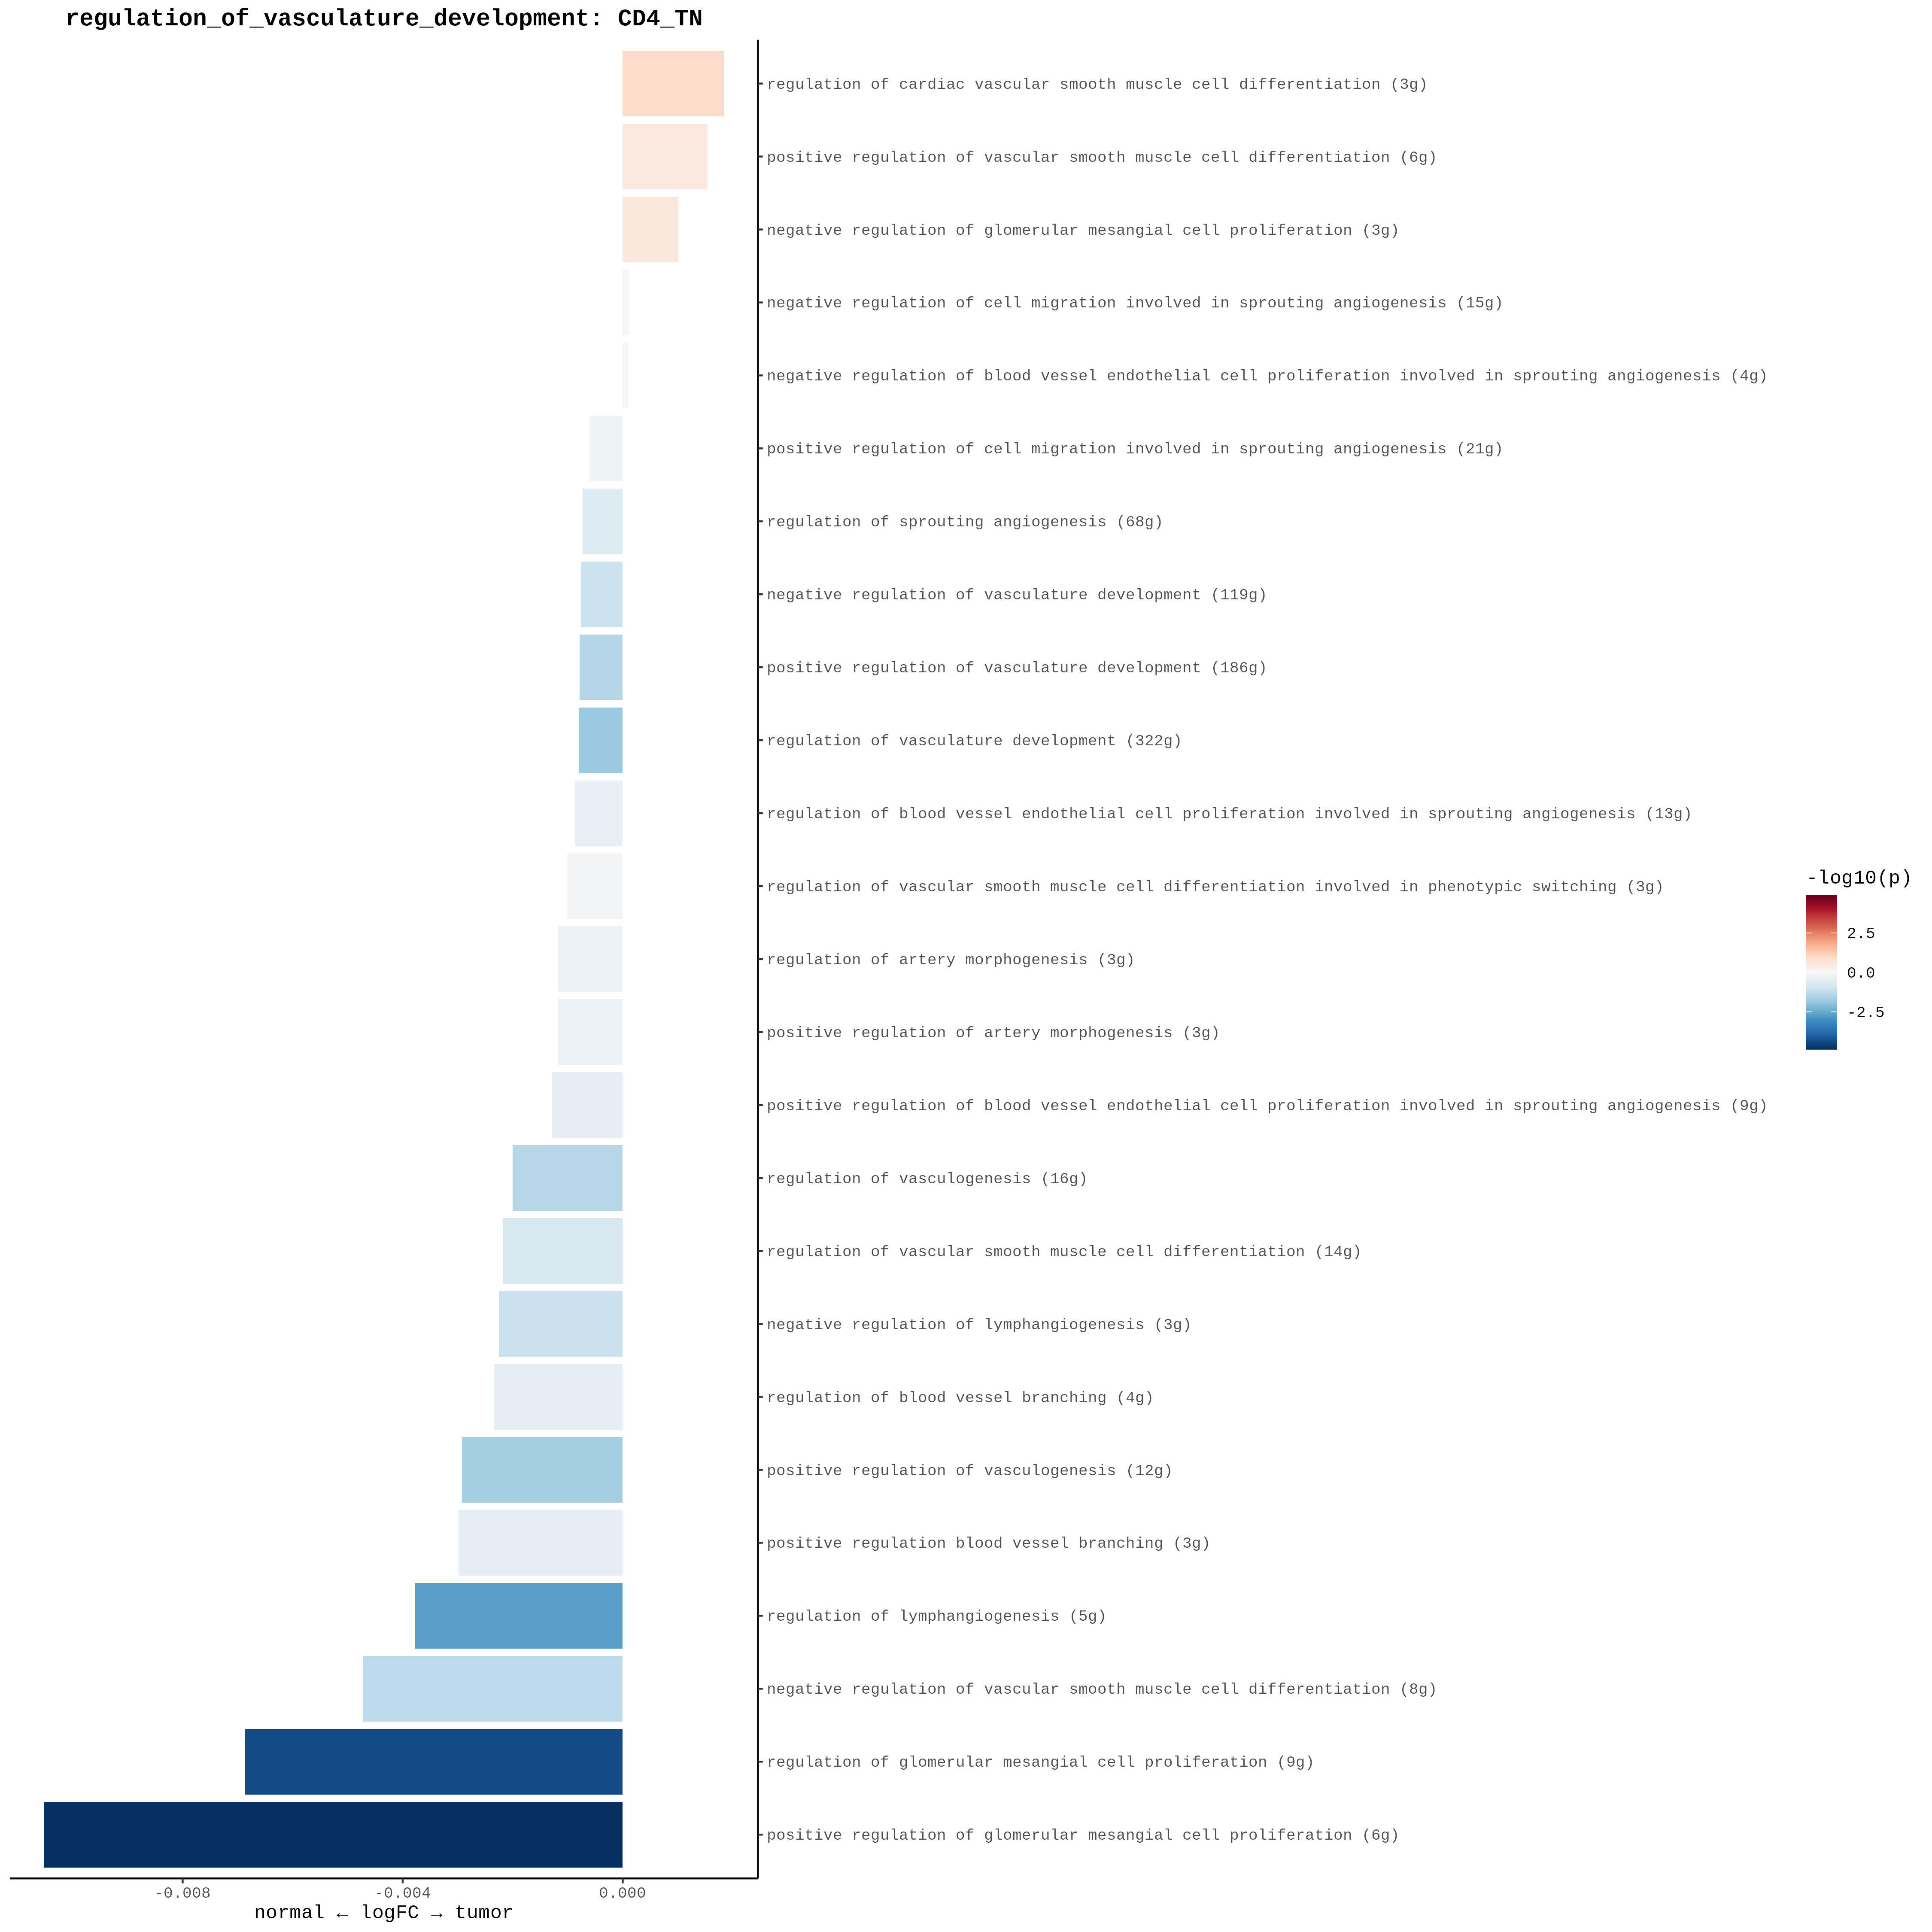 regulation_of_vasculature_development: CD4_TN
regulation of cardiac vascular smooth muscle cell differentiation (3g)
positive regulation of vascular smooth muscle cell differentiation (6g)
negative regulation of glomerular mesangial cell proliferation (3g)
negative regulation of cell migration involved in sprouting angiogenesis (15g)
negative regulation of blood vessel endothelial cell proliferation involved in sprouting angiogenesis (4g)
positive regulation of cell migration involved in sprouting angiogenesis (21g)
regulation of sprouting angiogenesis (68g)
negative regulation of vasculature development (119g)
positive regulation of vasculature development (186g)
regulation of vasculature development (322g)
regulation of blood vessel endothelial cell proliferation involved in sprouting angiogenesis (13g)
regulation of vascular smooth muscle cell differentiation involved in phenotypic switching (3g)
regulation of artery morphogenesis (3g)
positive regulation of artery morphogenesis (3g)
positive regulation of blood vessel endothelial cell proliferation involved in sprouting angiogenesis (9g)
regulation of vasculogenesis (16g)
regulation of vascular smooth muscle cell differentiation (14g)
negative regulation of lymphangiogenesis (3g)
regulation of blood vessel branching (4g)
positive regulation of vasculogenesis (12g)
positive regulation blood vessel branching (3g)
regulation of lymphangiogenesis (5g)
negative regulation of vascular smooth muscle cell differentiation (8g)
regulation of glomerular mesangial cell proliferation (9g)
positive regulation of glomerular mesangial cell proliferation (6g)
-0.008 -0.004 0.000
normal ← logFC → tumor
-log10(p)
2.5
0.0
-2.5